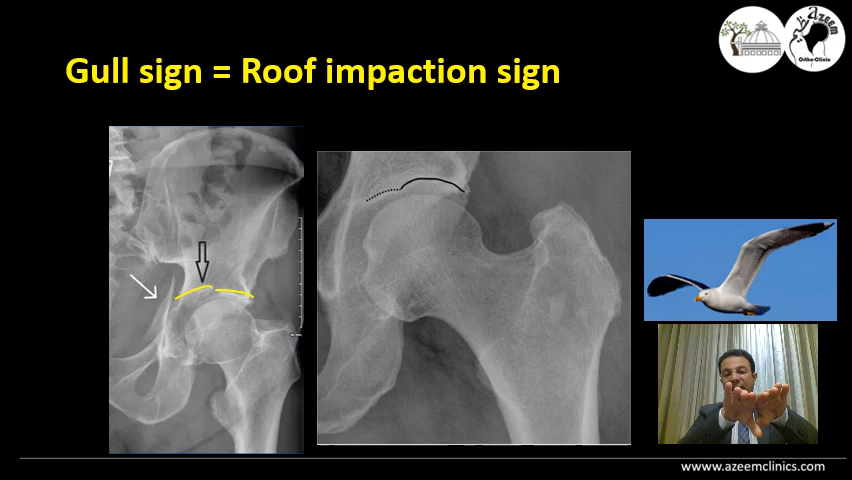 Gull sign = Roof impaction sign
Azeem
Ortho-Clinic
www.azeemclinics.com